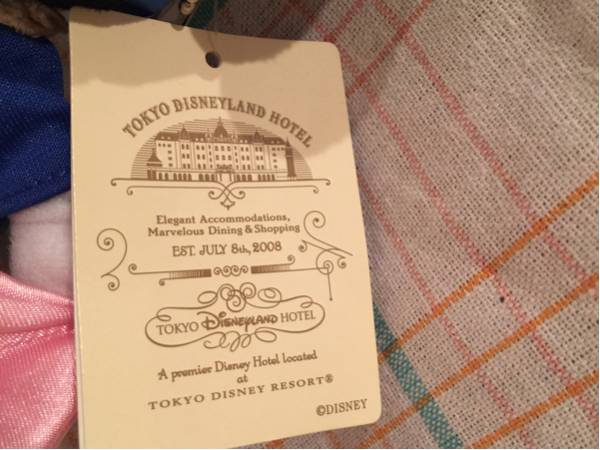 TOKYO DISNEYLAND HOTEL
Elegant Accommodations,
Marvelous Dining & Shopping
EST. JULY 8th, 2008
TOKYO Disneyland HOTEL
A premier Disney Hotel located
at
TOKYO DISNEY RESORT®
©DISNEY